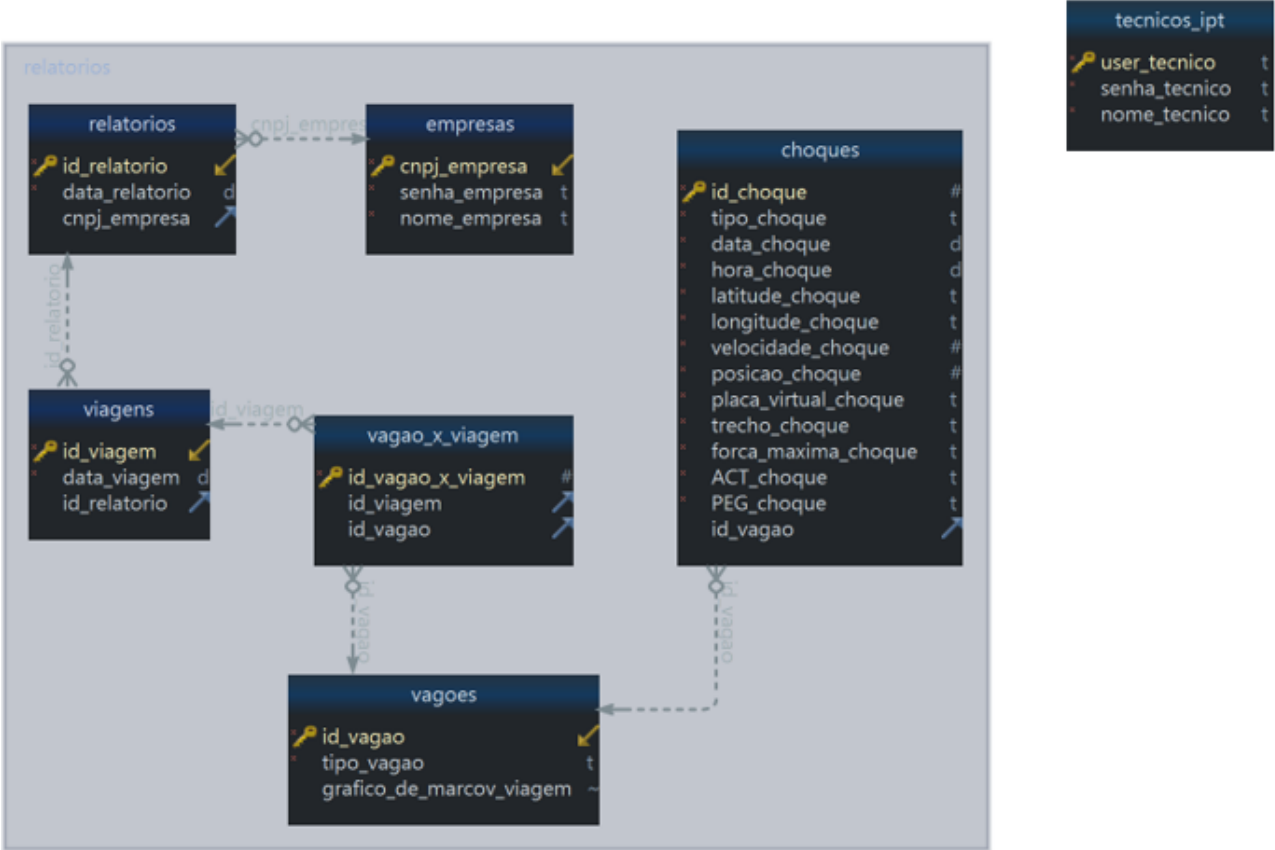 tecnicos_ipt
user_tecnico t
senha_tecnico t
nome_tecnico t
relatorios
relatorios
id_relatorio
data_relatorio d
cnpj_empresa
cnpj_empres
empresas
cnpj_empresa
senha_empresa t
nome_empresa t
choques
id_choque #
tipo_choque t
data_choque d
hora_choque d
latitude_choque t
longitude_choque t
velocidade_choque #
posicao_choque #
placa_virtual_choque t
trecho_choque t
forca_maxima_choque t
ACT_choque t
PEG_choque t
id_vagao
id_relatorio
viagens
id_viagem
data_viagem d
id_relatorio
id_viagem
vagao_x_viagem
id_vagao_x_viagem #
id_viagem
id_vagao
id_vagao
id_vagao
vagoes
id_vagao
tipo_vagao t
grafico_de_marcov_viagem ~